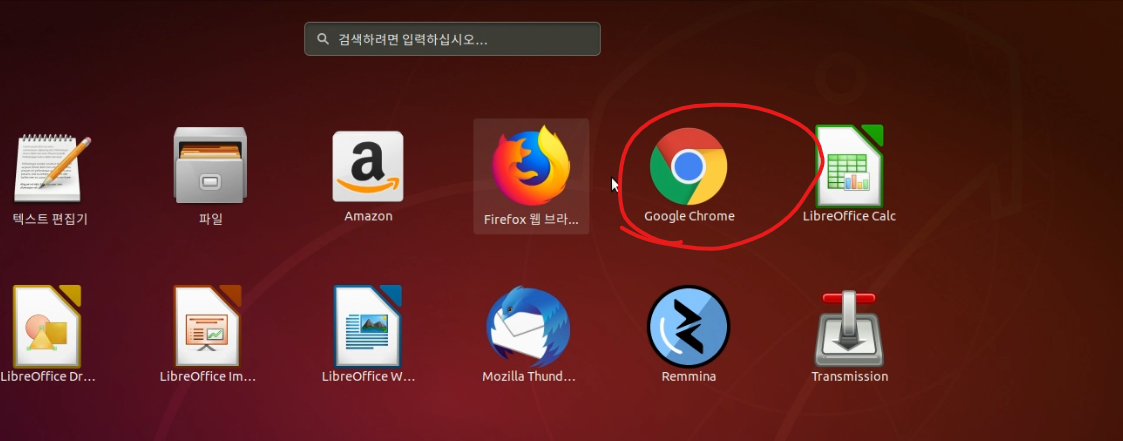 검색하려면 입력하십시오...
텍스트 편집기
파일
Amazon
Firefox 웹 브라...
Google Chrome
LibreOffice Calc
LibreOffice Dr...
LibreOffice Im...
LibreOffice W...
Mozilla Thund...
Remmina
Transmission